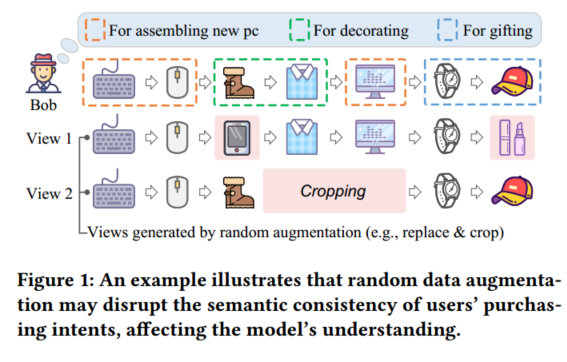 For assembling new pc
For decorating
For gifting
Bob
View 1
View 2
Cropping
Views generated by random augmentation (e.g., replace & crop)
Figure 1: An example illustrates that random data augmenta-
tion may disrupt the semantic consistency of users' purchas-
ing intents, affecting the model's understanding.